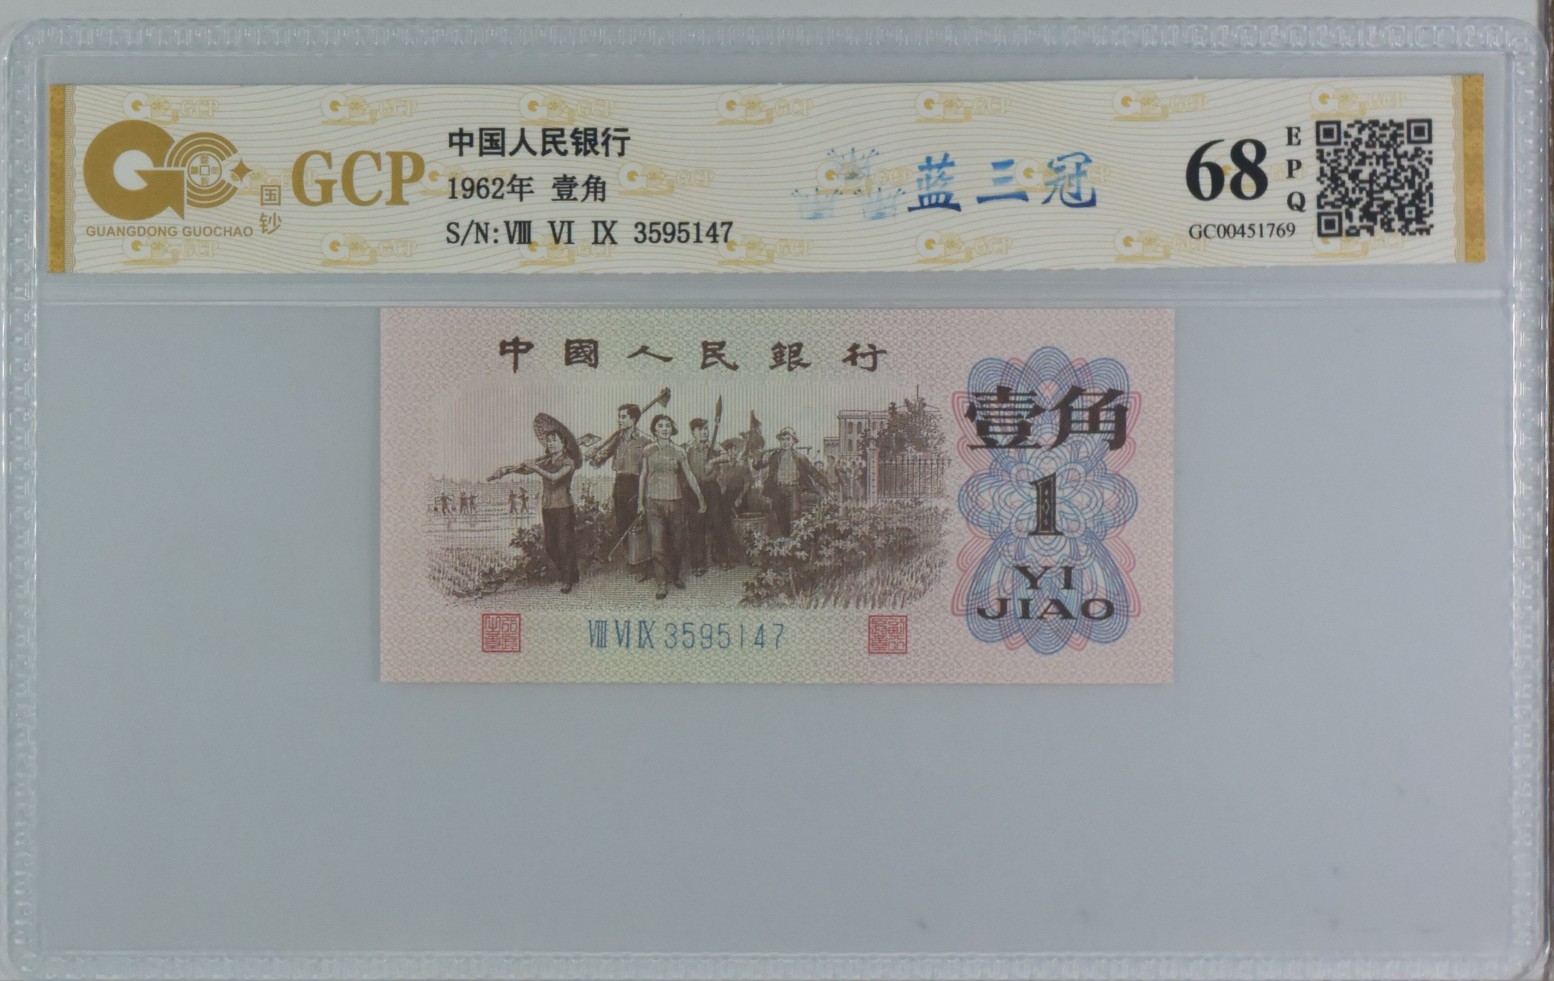 GCP
国钞
GUANGDONG GUOCHAO
中国人民银行
1962年 壹角
S/N:Ⅷ Ⅵ Ⅸ 3595147
蓝三冠
68
EPQ
GC00451769
中國人民銀行
壹角
1
YI
JIAO
Ⅷ Ⅵ Ⅸ 3595147